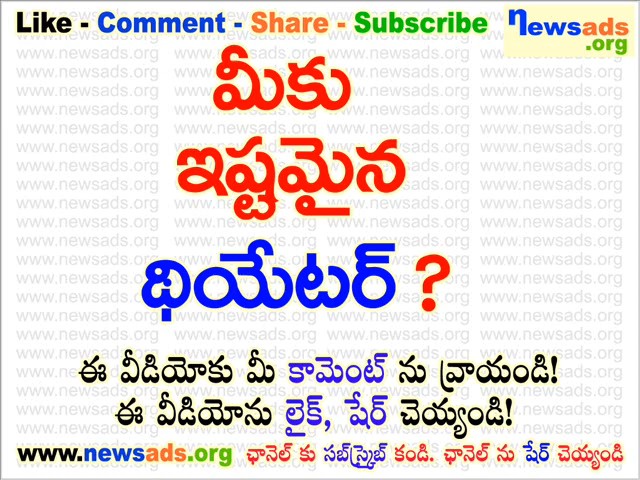 Like - Comment - Share - Subscribe
newsads
.org
మీకు
ఇష్టమైన
థియేటర్ ?
ఈ వీడియోకు మీ కామెంట్ ను వ్రాయండి!
ఈ వీడియోను లైక్, షేర్ చెయ్యండి!
www.newsads.org ఛానెల్ కు సబ్‌స్క్రైబ్ కండి. ఛానెల్ ను షేర్ చెయ్యండి